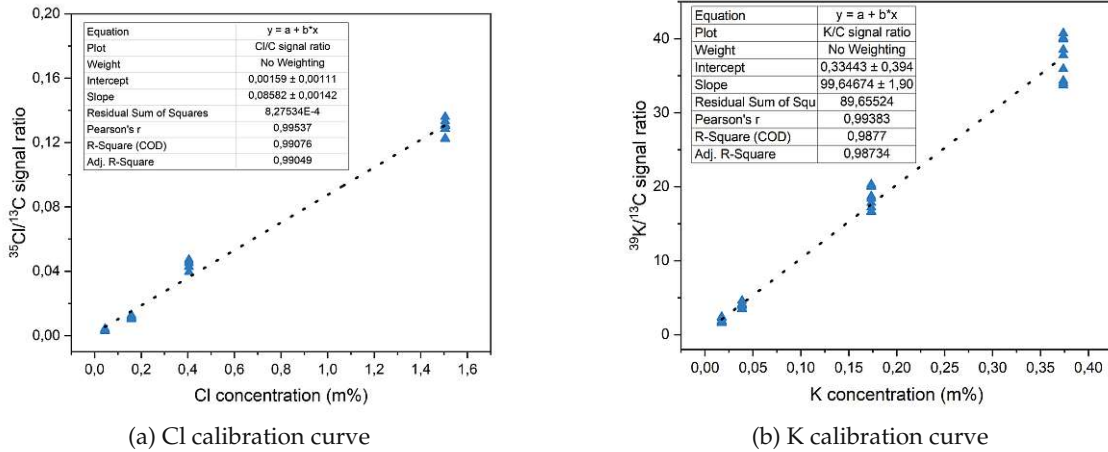 Equation y = a + b*x
Plot Cl/C signal ratio
Weight No Weighting
Intercept 0,00159 ± 0,00111
Slope 0,08582 ± 0,00142
Residual Sum of Squares 8,27534E-4
Pearson's r 0,99537
R-Square (COD) 0,99076
Adj. R-Square 0,99049
0,20
0,16
0,12
0,08
0,04
0,00
³⁵Cl/¹³C signal ratio
0,0 0,2 0,4 0,6 0,8 1,0 1,2 1,4 1,6
Cl concentration (m%)
(a) Cl calibration curve
Equation y = a + b*x
Plot K/C signal ratio
Weight No Weighting
Intercept 0,33443 ± 0,394
Slope 99,64674 ± 1,90
Residual Sum of Squ 89,65524
Pearson's r 0,99383
R-Square (COD) 0,9877
Adj. R-Square 0,98734
40
30
20
10
0
³⁹K/¹³C signal ratio
0,00 0,05 0,10 0,15 0,20 0,25 0,30 0,35 0,40
K concentration (m%)
(b) K calibration curve